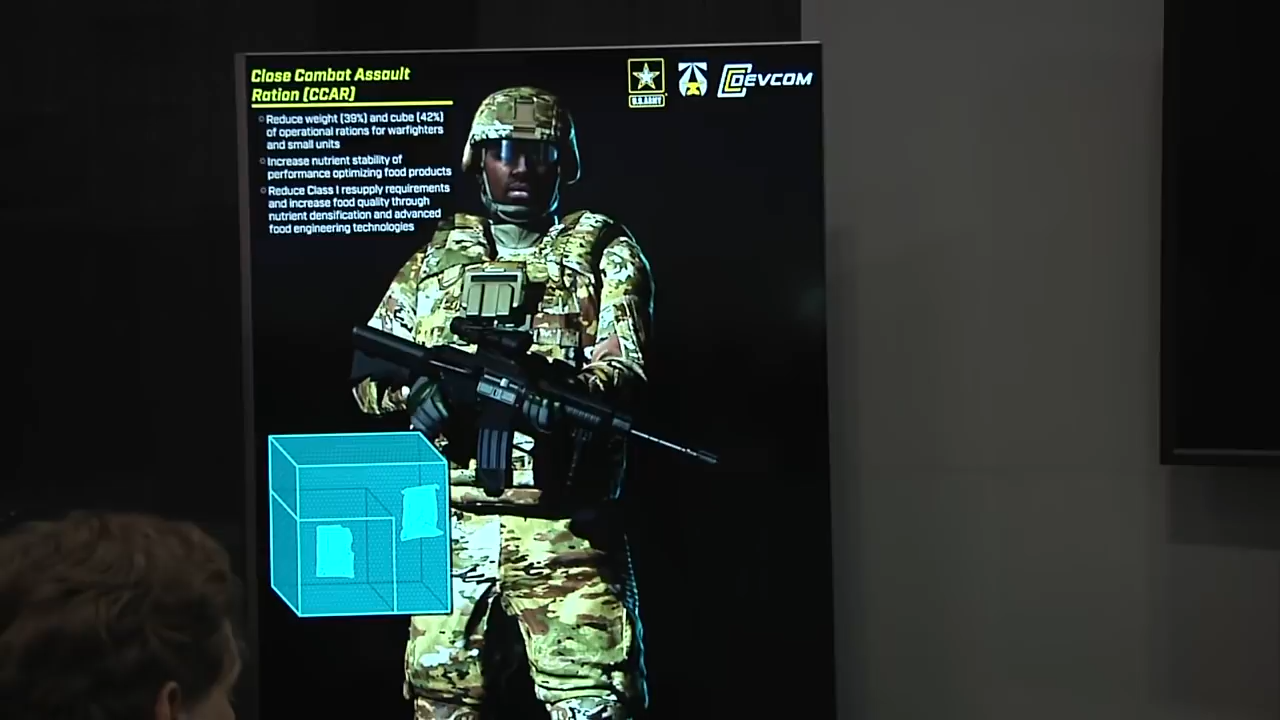 Close Combat Assault
Ration (CCAR)
Reduce weight (39%) and cube (42%)
of operational rations for warfighters
and small units
Increase nutrient stability of
performance optimizing food products
Reduce Class I resupply requirements
and increase food quality through
nutrient densification and advanced
food engineering technologies
U.S.ARMY
DEVCOM